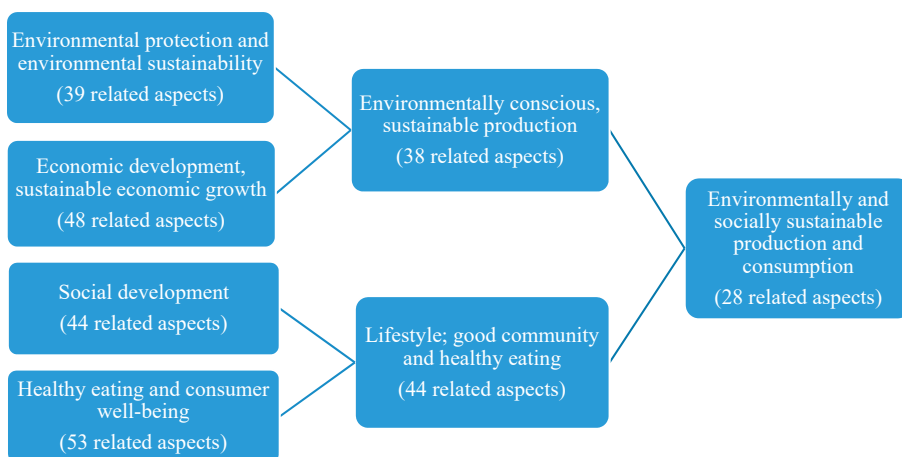 Environmental protection and
environmental sustainability
(39 related aspects)
Economic development,
sustainable economic growth
(48 related aspects)
Social development
(44 related aspects)
Healthy eating and consumer
well-being
(53 related aspects)
Environmentally conscious,
sustainable production
(38 related aspects)
Lifestyle; good community
and healthy eating
(44 related aspects)
Environmentally and
socially sustainable
production and
consumption
(28 related aspects)